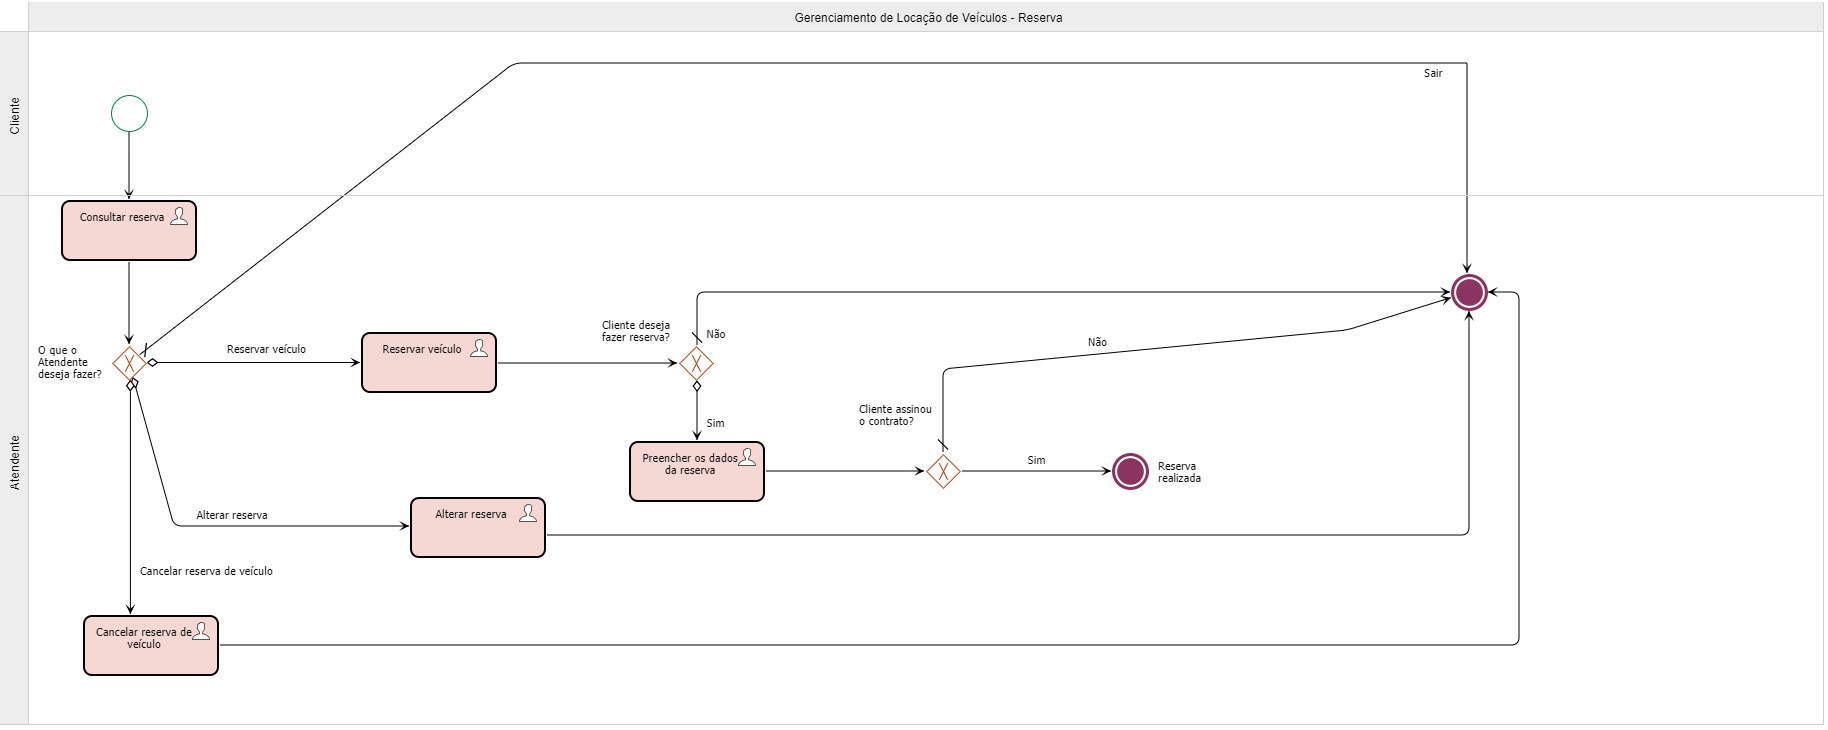 Gerenciamento de Locação de Veículos - Reserva
Cliente
Sair
Consultar reserva
O que o
Atendente
deseja fazer?
Reservar veículo
Reservar veículo
Cliente deseja
fazer reserva?
Não
Não
Sim
Cliente assinou
o contrato?
Preencher os dados
da reserva
Sim
Reserva
realizada
Atendente
Alterar reserva
Alterar reserva
Cancelar reserva de veículo
Cancelar reserva de
veículo